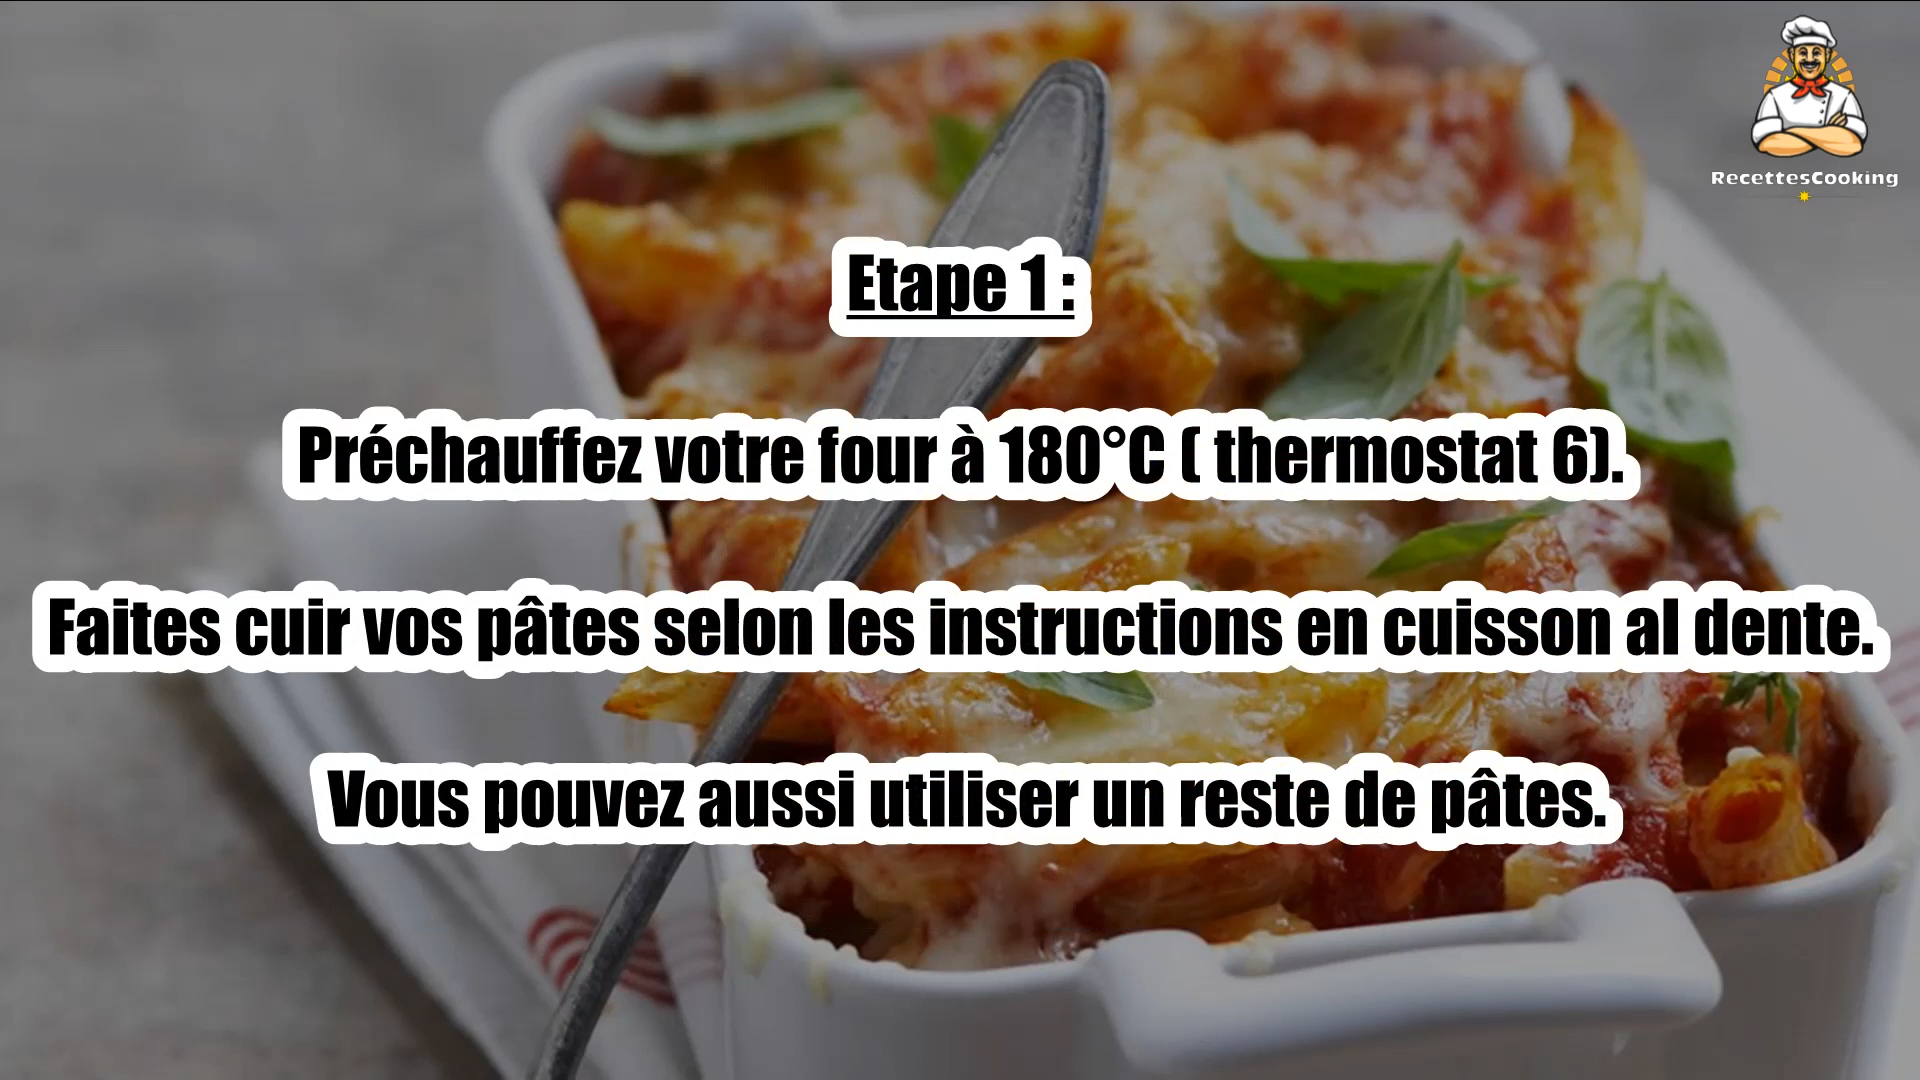 RecettesCooking
Etape 1 :
Préchauffez votre four à 180°C ( thermostat 6).
Faites cuir vos pâtes selon les instructions en cuisson al dente.
Vous pouvez aussi utiliser un reste de pâtes.